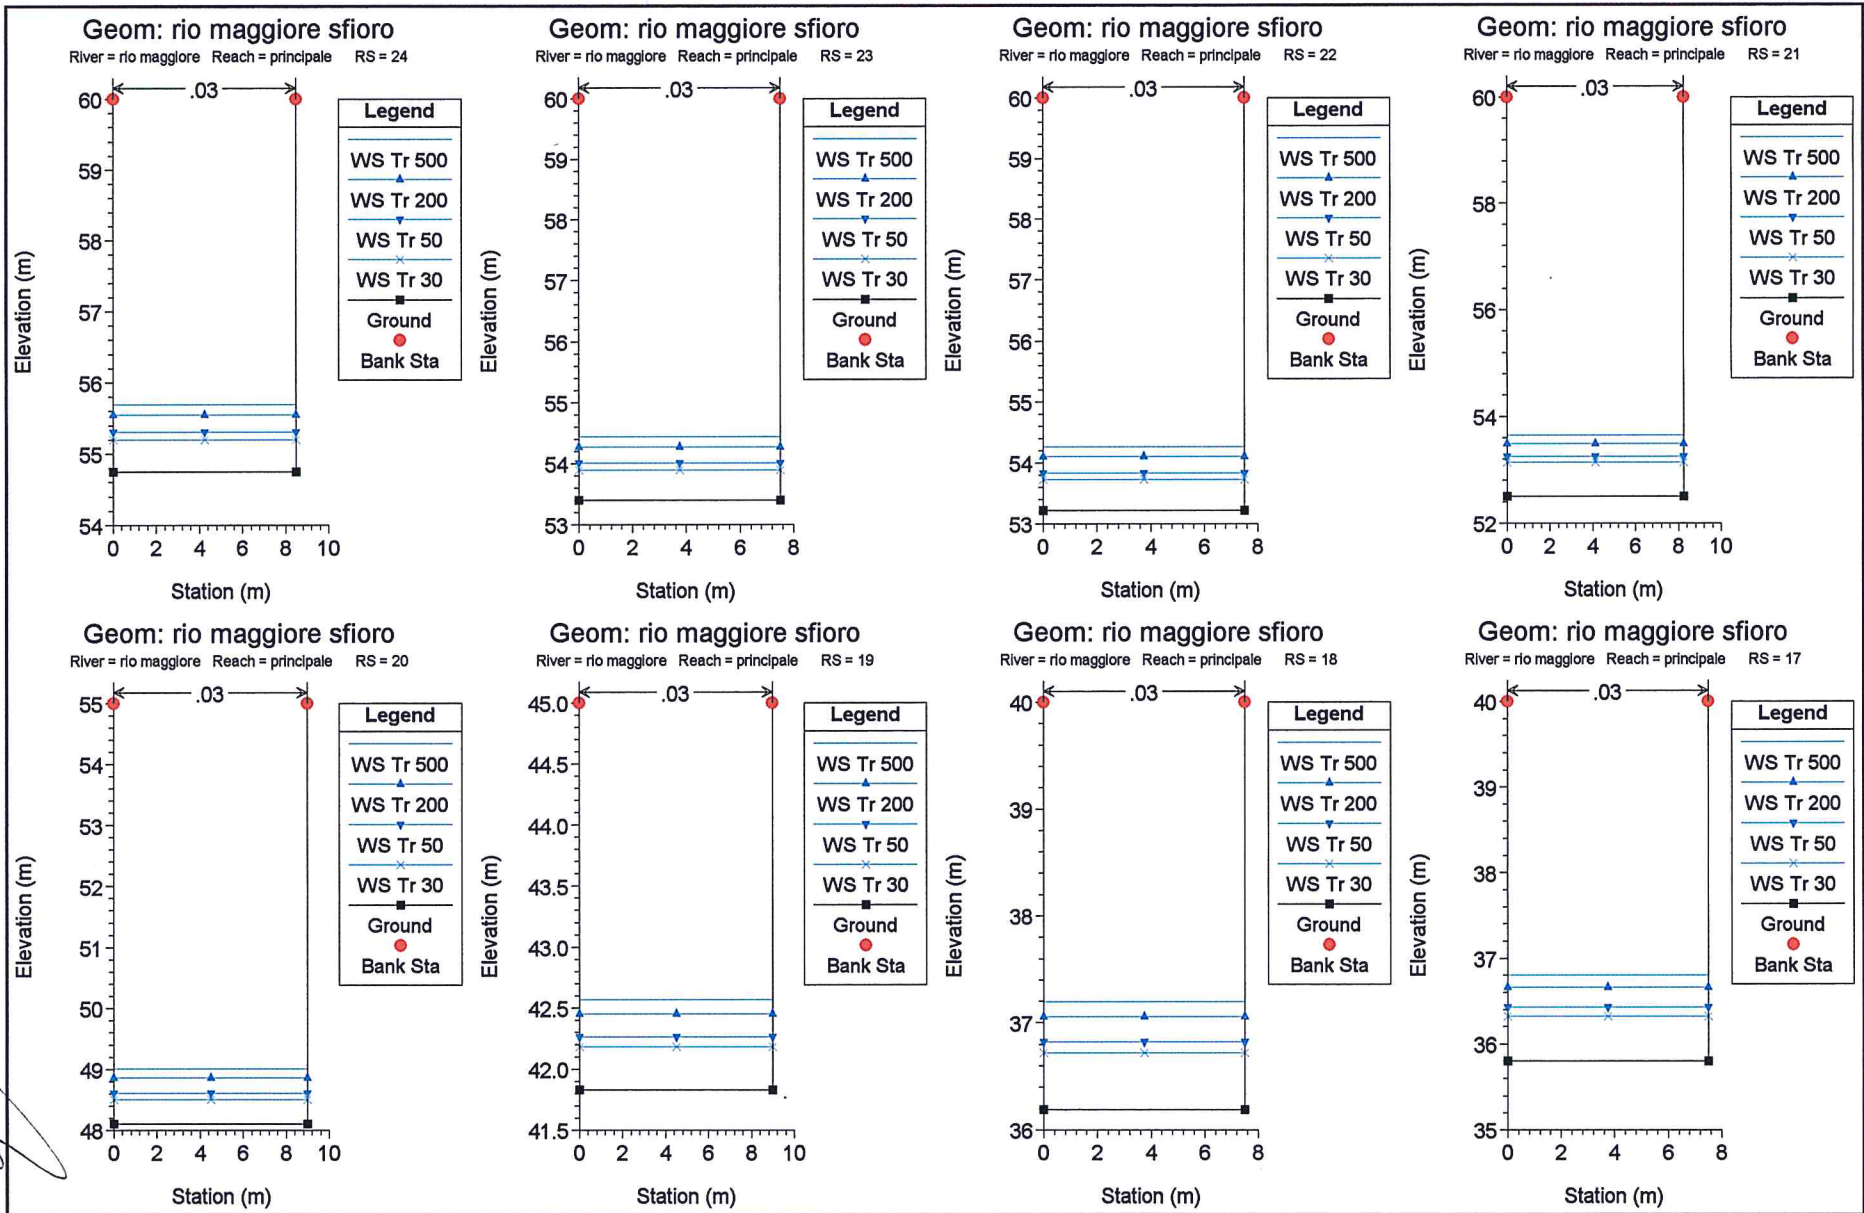 Geom: rio maggiore sfioro
River = rio maggiore Reach = principale RS = 24
.03
Elevation (m)
60
59
58
57
56
55
54
0 2 4 6 8 10
Station (m)
Legend
WS Tr 500
WS Tr 200
WS Tr 50
WS Tr 30
Ground
Bank Sta
Geom: rio maggiore sfioro
River = rio maggiore Reach = principale RS = 23
.03
Elevation (m)
60
59
58
57
56
55
54
53
0 2 4 6 8
Station (m)
Legend
WS Tr 500
WS Tr 200
WS Tr 50
WS Tr 30
Ground
Bank Sta
Geom: rio maggiore sfioro
River = rio maggiore Reach = principale RS = 22
.03
Elevation (m)
60
59
58
57
56
55
54
53
0 2 4 6 8
Station (m)
Legend
WS Tr 500
WS Tr 200
WS Tr 50
WS Tr 30
Ground
Bank Sta
Geom: rio maggiore sfioro
River = rio maggiore Reach = principale RS = 21
.03
Elevation (m)
60
58
56
54
52
0 2 4 6 8 10
Station (m)
Legend
WS Tr 500
WS Tr 200
WS Tr 50
WS Tr 30
Ground
Bank Sta
Geom: rio maggiore sfioro
River = rio maggiore Reach = principale RS = 20
.03
Elevation (m)
55
54
53
52
51
50
49
48
0 2 4 6 8 10
Station (m)
Legend
WS Tr 500
WS Tr 200
WS Tr 50
WS Tr 30
Ground
Bank Sta
Geom: rio maggiore sfioro
River = rio maggiore Reach = principale RS = 19
.03
Elevation (m)
45.0
44.5
44.0
43.5
43.0
42.5
42.0
41.5
0 2 4 6 8 10
Station (m)
Legend
WS Tr 500
WS Tr 200
WS Tr 50
WS Tr 30
Ground
Bank Sta
Geom: rio maggiore sfioro
River = rio maggiore Reach = principale RS = 18
.03
Elevation (m)
40
39
38
37
36
0 2 4 6 8
Station (m)
Legend
WS Tr 500
WS Tr 200
WS Tr 50
WS Tr 30
Ground
Bank Sta
Geom: rio maggiore sfioro
River = rio maggiore Reach = principale RS = 17
.03
Elevation (m)
40
39
38
37
36
35
0 2 4 6 8
Station (m)
Legend
WS Tr 500
WS Tr 200
WS Tr 50
WS Tr 30
Ground
Bank Sta